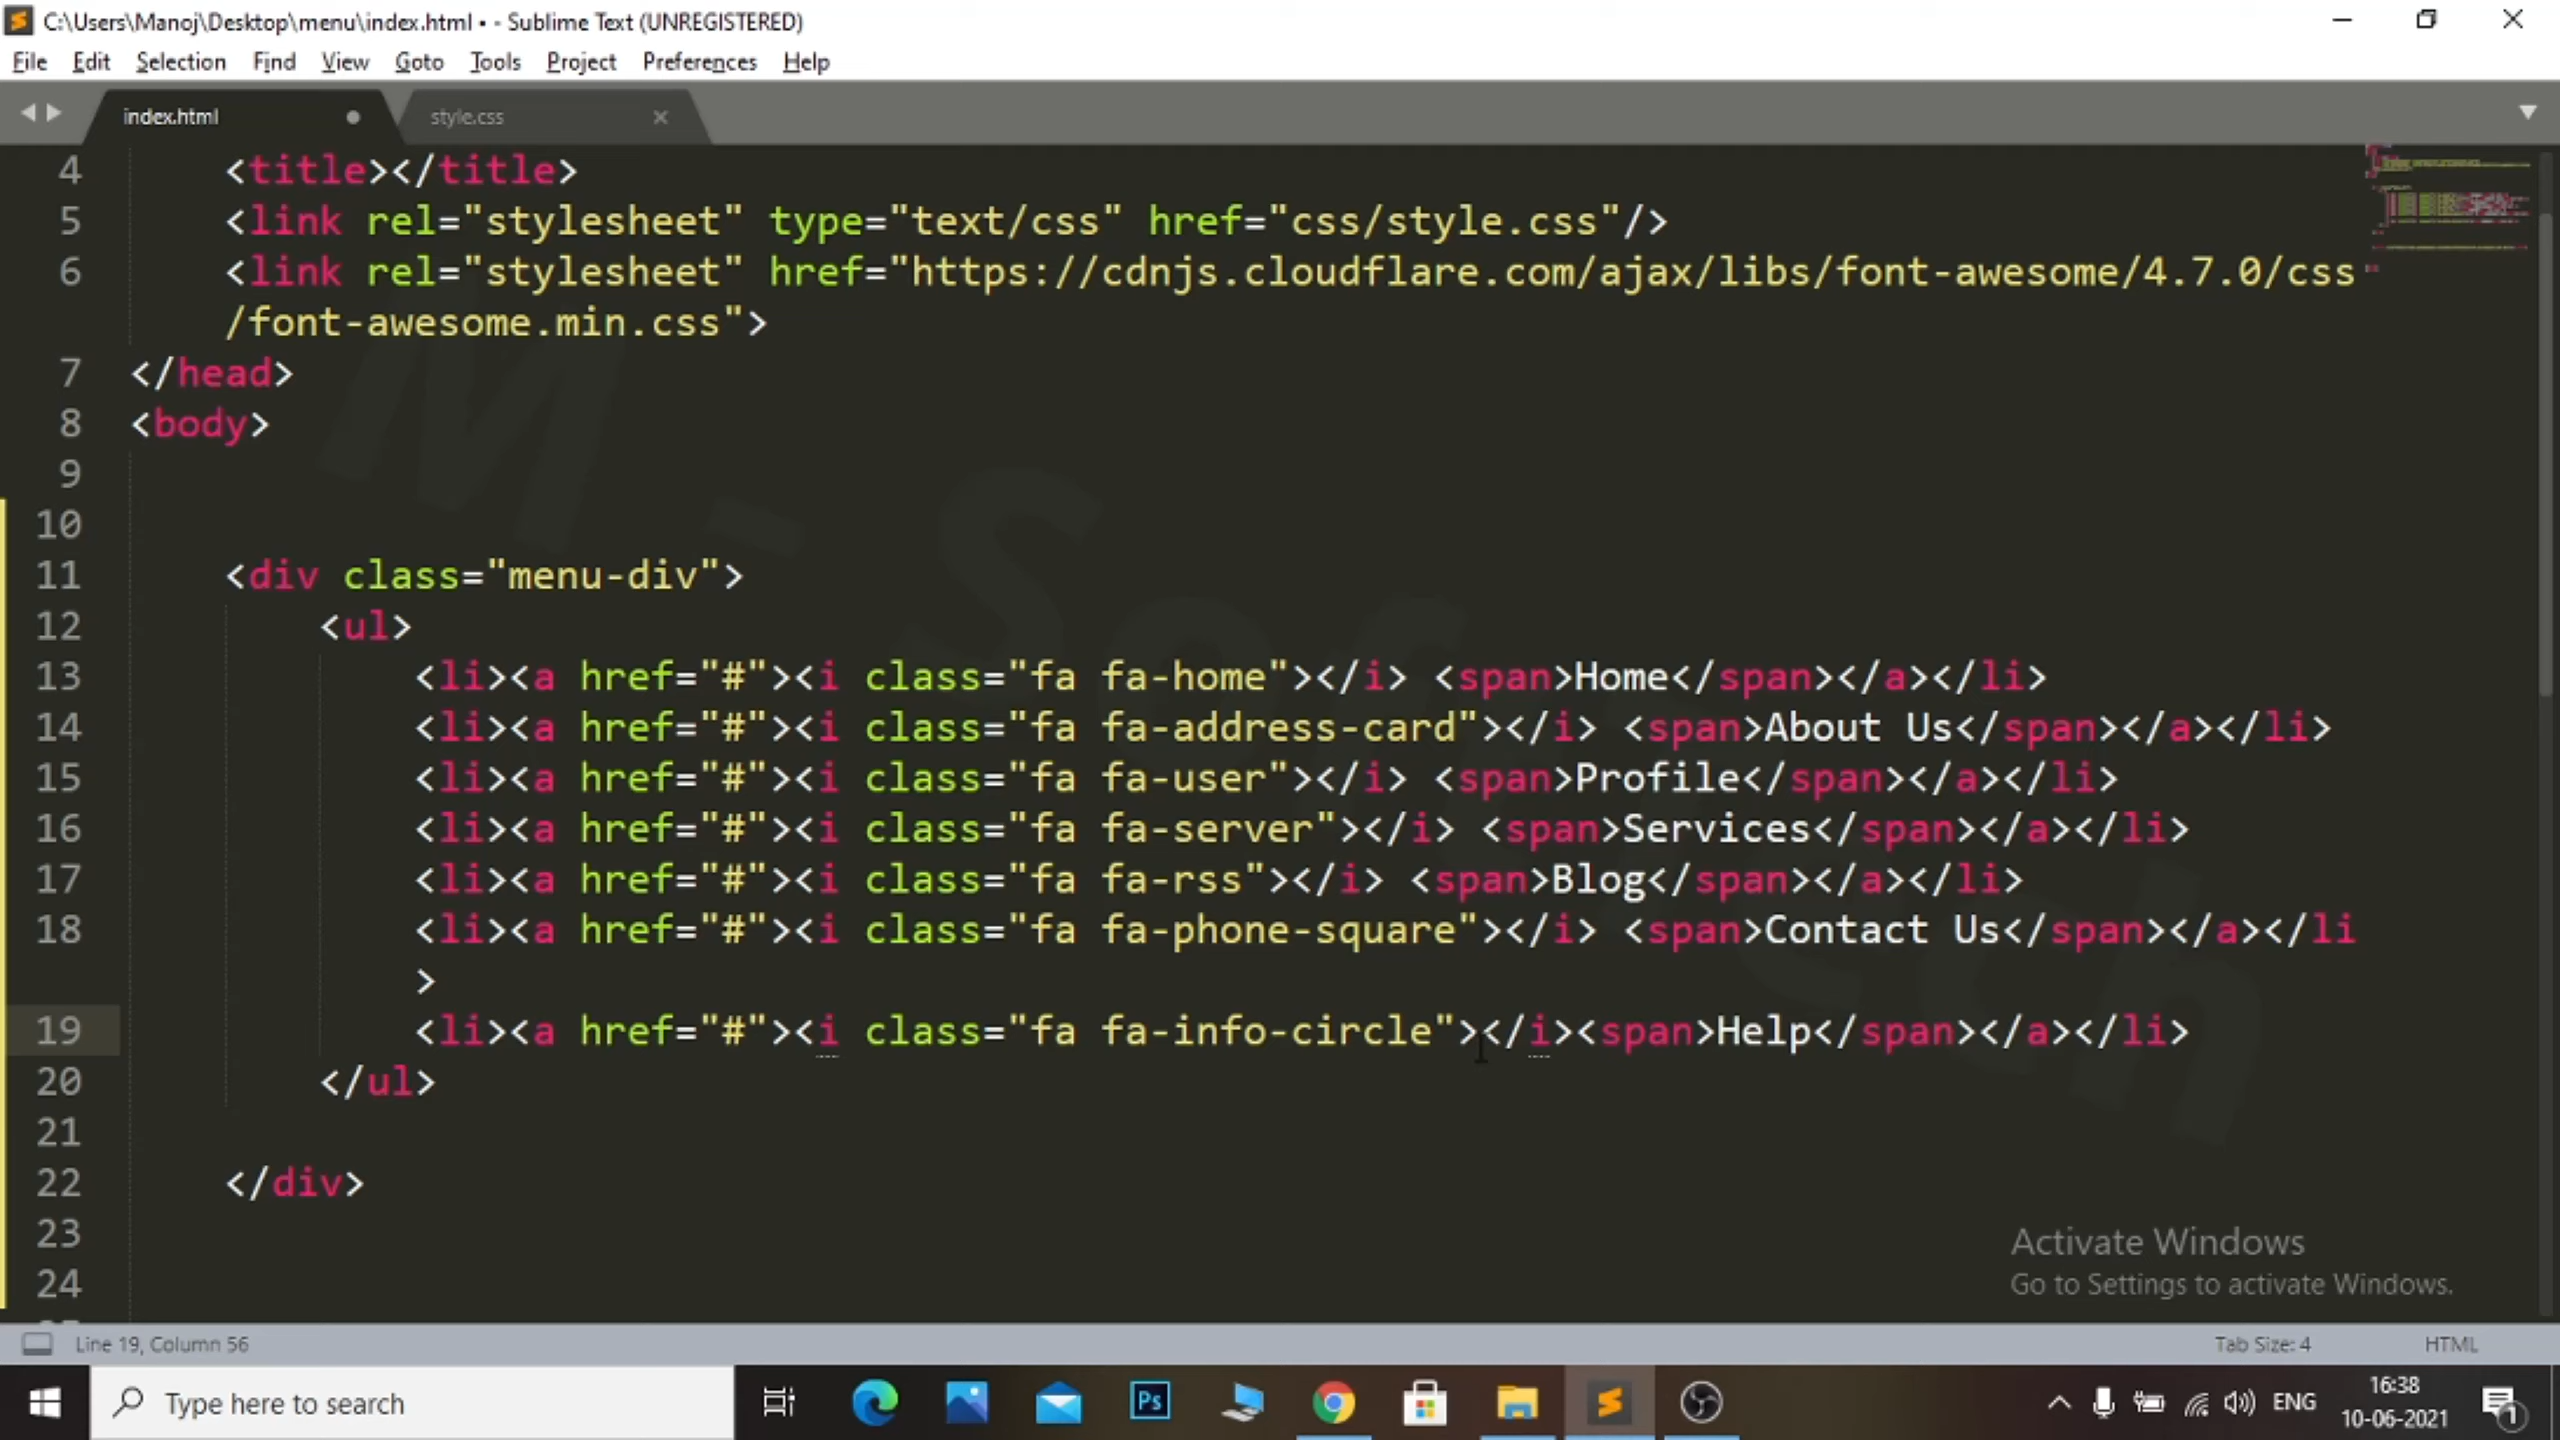 C:\Users\Manoj\Desktop\menu\index.html • - Sublime Text (UNREGISTERED)
File Edit Selection Find View Goto Tools Project Preferences Help
index.html style.css
4 <title></title>
5 <link rel="stylesheet" type="text/css" href="css/style.css"/>
6 <link rel="stylesheet" href="https://cdnjs.cloudflare.com/ajax/libs/font-awesome/4.7.0/css
/font-awesome.min.css">
7 </head>
8 <body>
9
10
11 <div class="menu-div">
12 <ul>
13 <li><a href="#"><i class="fa fa-home"></i> <span>Home</span></a></li>
14 <li><a href="#"><i class="fa fa-address-card"></i> <span>About Us</span></a></li>
15 <li><a href="#"><i class="fa fa-user"></i> <span>Profile</span></a></li>
16 <li><a href="#"><i class="fa fa-server"></i> <span>Services</span></a></li>
17 <li><a href="#"><i class="fa fa-rss"></i> <span>Blog</span></a></li>
18 <li><a href="#"><i class="fa fa-phone-square"></i> <span>Contact Us</span></a></li
>
19 <li><a href="#"><i class="fa fa-info-circle"></i><span>Help</span></a></li>
20 </ul>
21
22 </div>
23
24
M - SofTech
Activate Windows
Go to Settings to activate Windows.
Line 19, Column 56 Tab Size: 4 HTML
Type here to search
Ps
ENG
16:38
10-06-2021
1